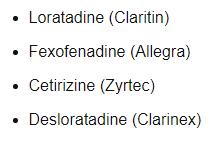 • Loratadine (Claritin)
• Fexofenadine (Allegra)
• Cetirizine (Zyrtec)
• Desloratadine (Clarinex)